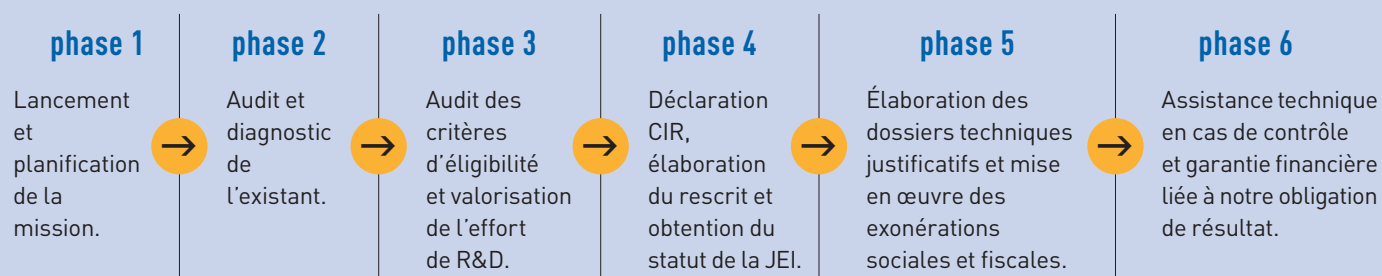 phase 1
Lancement
et
planification
de la
mission.
phase 2
Audit et
diagnostic
de
l’existant.
phase 3
Audit des
critères
d’éligibilité
et valorisation
de l’effort
de R&D.
phase 4
Déclaration
CIR,
élaboration
du rescrit et
obtention du
statut de la JEI.
phase 5
Élaboration des
dossiers techniques
justificatifs et mise
en œuvre des
exonérations
sociales et fiscales.
phase 6
Assistance technique
en cas de contrôle
et garantie financière
liée à notre obligation
de résultat.